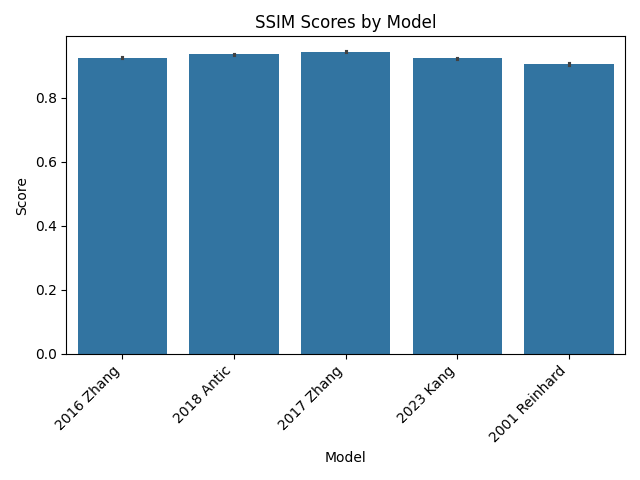 SSIM Scores by Model
Score
0.8
0.6
0.4
0.2
0.0
2016 Zhang
2018 Antic
2017 Zhang
2023 Kang
2001 Reinhard
Model